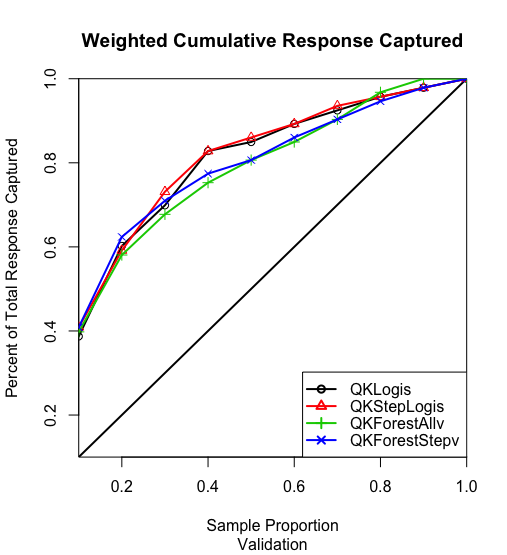 Weighted Cumulative Response Captured
Percent of Total Response Captured
1.0
0.8
0.6
0.4
0.2
QKLogis
QKStepLogis
QKForestAllv
QKForestStepv
0.2 0.4 0.6 0.8 1.0
Sample Proportion
Validation